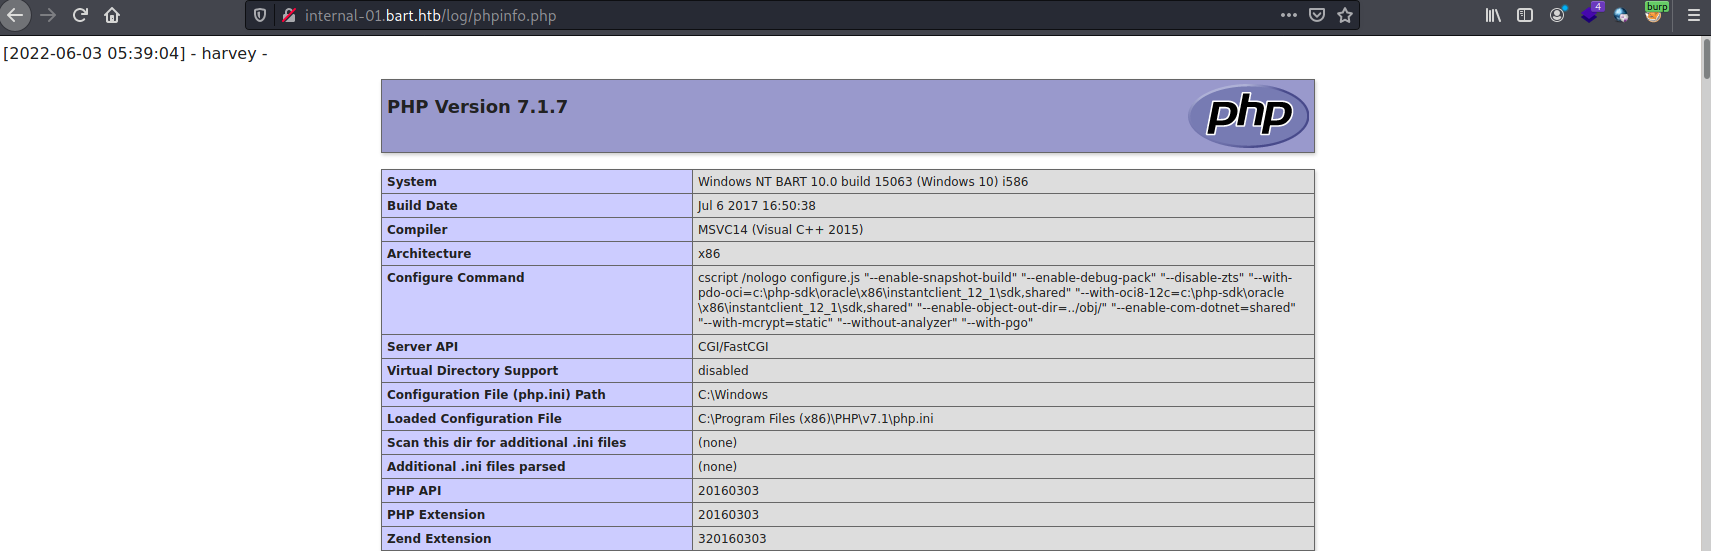 internal-01.bart.htb/log/phpinfo.php
4
burp
[2022-06-03 05:39:04] - harvey -
PHP Version 7.1.7
php
System Windows NT BART 10.0 build 15063 (Windows 10) i586
Build Date Jul 6 2017 16:50:38
Compiler MSVC14 (Visual C++ 2015)
Architecture x86
Configure Command cscript /nologo configure.js "--enable-snapshot-build" "--enable-debug-pack" "--disable-zts" "--with-
pdo-oci=c:\php-sdk\oracle\x86\instantclient_12_1\sdk,shared" "--with-oci8-12c=c:\php-sdk\oracle
\x86\instantclient_12_1\sdk,shared" "--enable-object-out-dir=../obj/" "--enable-com-dotnet=shared"
"--with-mcrypt=static" "--without-analyzer" "--with-pgo"
Server API CGI/FastCGI
Virtual Directory Support disabled
Configuration File (php.ini) Path C:\Windows
Loaded Configuration File C:\Program Files (x86)\PHP\v7.1\php.ini
Scan this dir for additional .ini files (none)
Additional .ini files parsed (none)
PHP API 20160303
PHP Extension 20160303
Zend Extension 320160303